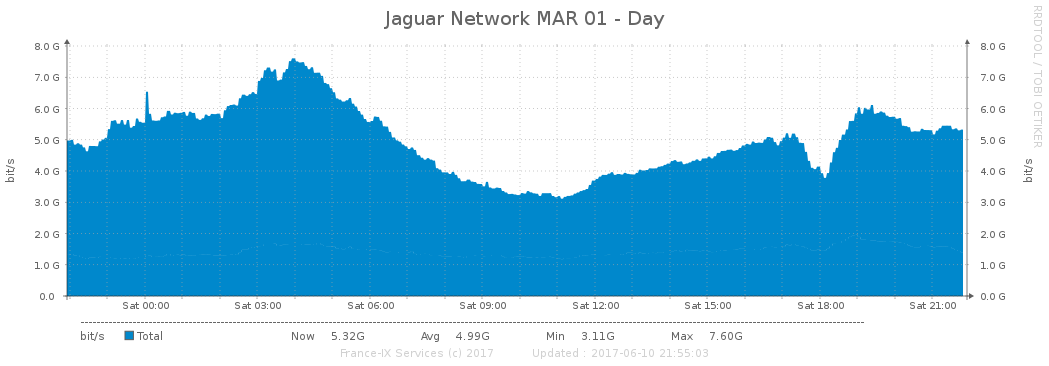 Jaguar Network MAR 01 - Day
RRDTOOL / TOBI OETIKER
8.0 G 8.0 G
7.0 G 7.0 G
6.0 G 6.0 G
5.0 G 5.0 G
4.0 G 4.0 G
3.0 G 3.0 G
2.0 G 2.0 G
1.0 G 1.0 G
0.0 0.0 G
bit/s bit/s
Sat 00:00 Sat 03:00 Sat 06:00 Sat 09:00 Sat 12:00 Sat 15:00 Sat 18:00 Sat 21:00
bit/s Total Now 5.32G Avg 4.99G Min 3.11G Max 7.60G
France-IX Services (c) 2017 Updated : 2017-06-10 21:55:03